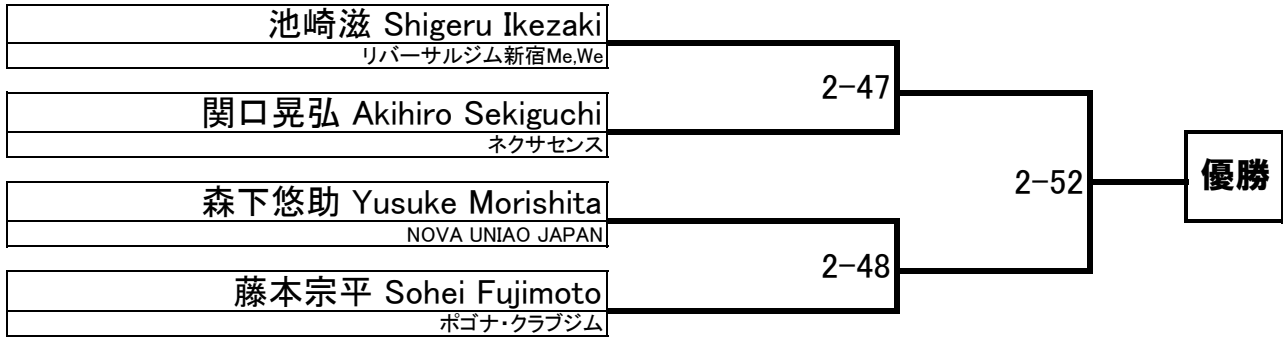 池崎滋 Shigeru Ikezaki
リバーサルジム新宿Me,We
2-47
関口晃弘 Akihiro Sekiguchi
ネクサセンス
2-52
優勝
森下悠助 Yusuke Morishita
NOVA UNIAO JAPAN
2-48
藤本宗平 Sohei Fujimoto
ポゴナ・クラブジム